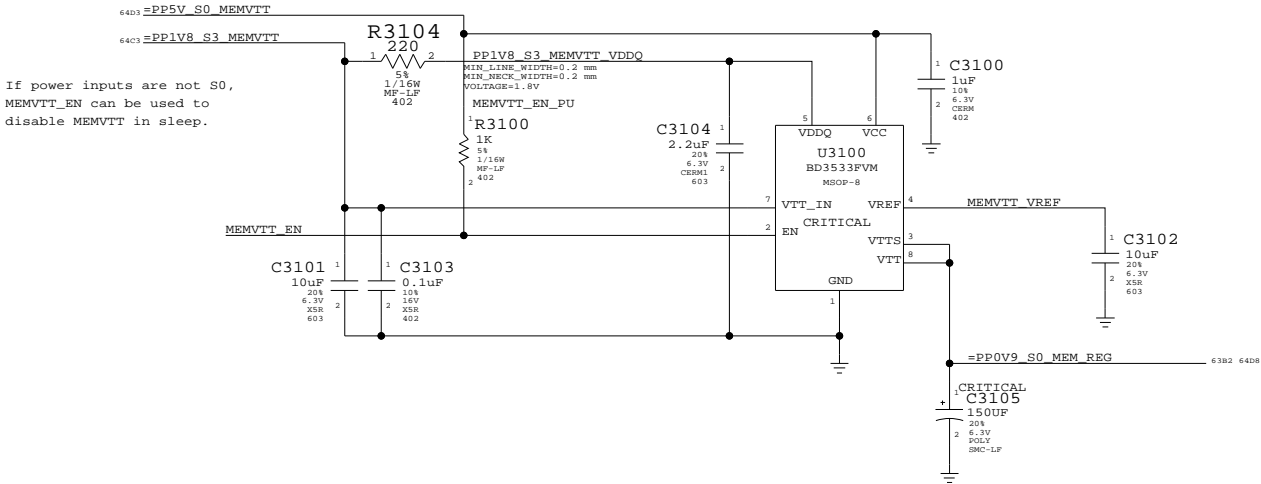 64D3 =PP5V_S0_MEMVTT
64C3 =PP1V8_S3_MEMVTT
If power inputs are not S0,
MEMVTT_EN can be used to
disable MEMVTT in sleep.
R3104
220
1 2
5%
1/16W
MF-LF
402
PP1V8_S3_MEMVTT_VDDQ
MIN_LINE_WIDTH=0.2 mm
MIN_NECK_WIDTH=0.2 mm
VOLTAGE=1.8V
MEMVTT_EN_PU
1
R3100
1K
5%
1/16W
MF-LF
402
2
C3104
1
2.2uF
20%
6.3V
2
CERM1
603
1
C3100
1uF
10%
6.3V
2
CERM
402
5 6
VDDQ VCC
U3100
BD3533FVM
MSOP-8
7 VTT_IN
VREF 4
MEMVTT_VREF
CRITICAL
MEMVTT_EN
2 EN
VTTS 3
VTT 8
GND
1
C3101
1
10uF
20%
6.3V
2
X5R
603
1
C3103
0.1uF
10%
16V
2
X5R
402
1
C3102
10uF
20%
6.3V
2
X5R
603
=PP0V9_S0_MEM_REG
63B2 64D8
CRITICAL
1
C3105
+
150UF
20%
6.3V
2
POLY
SMC-LF